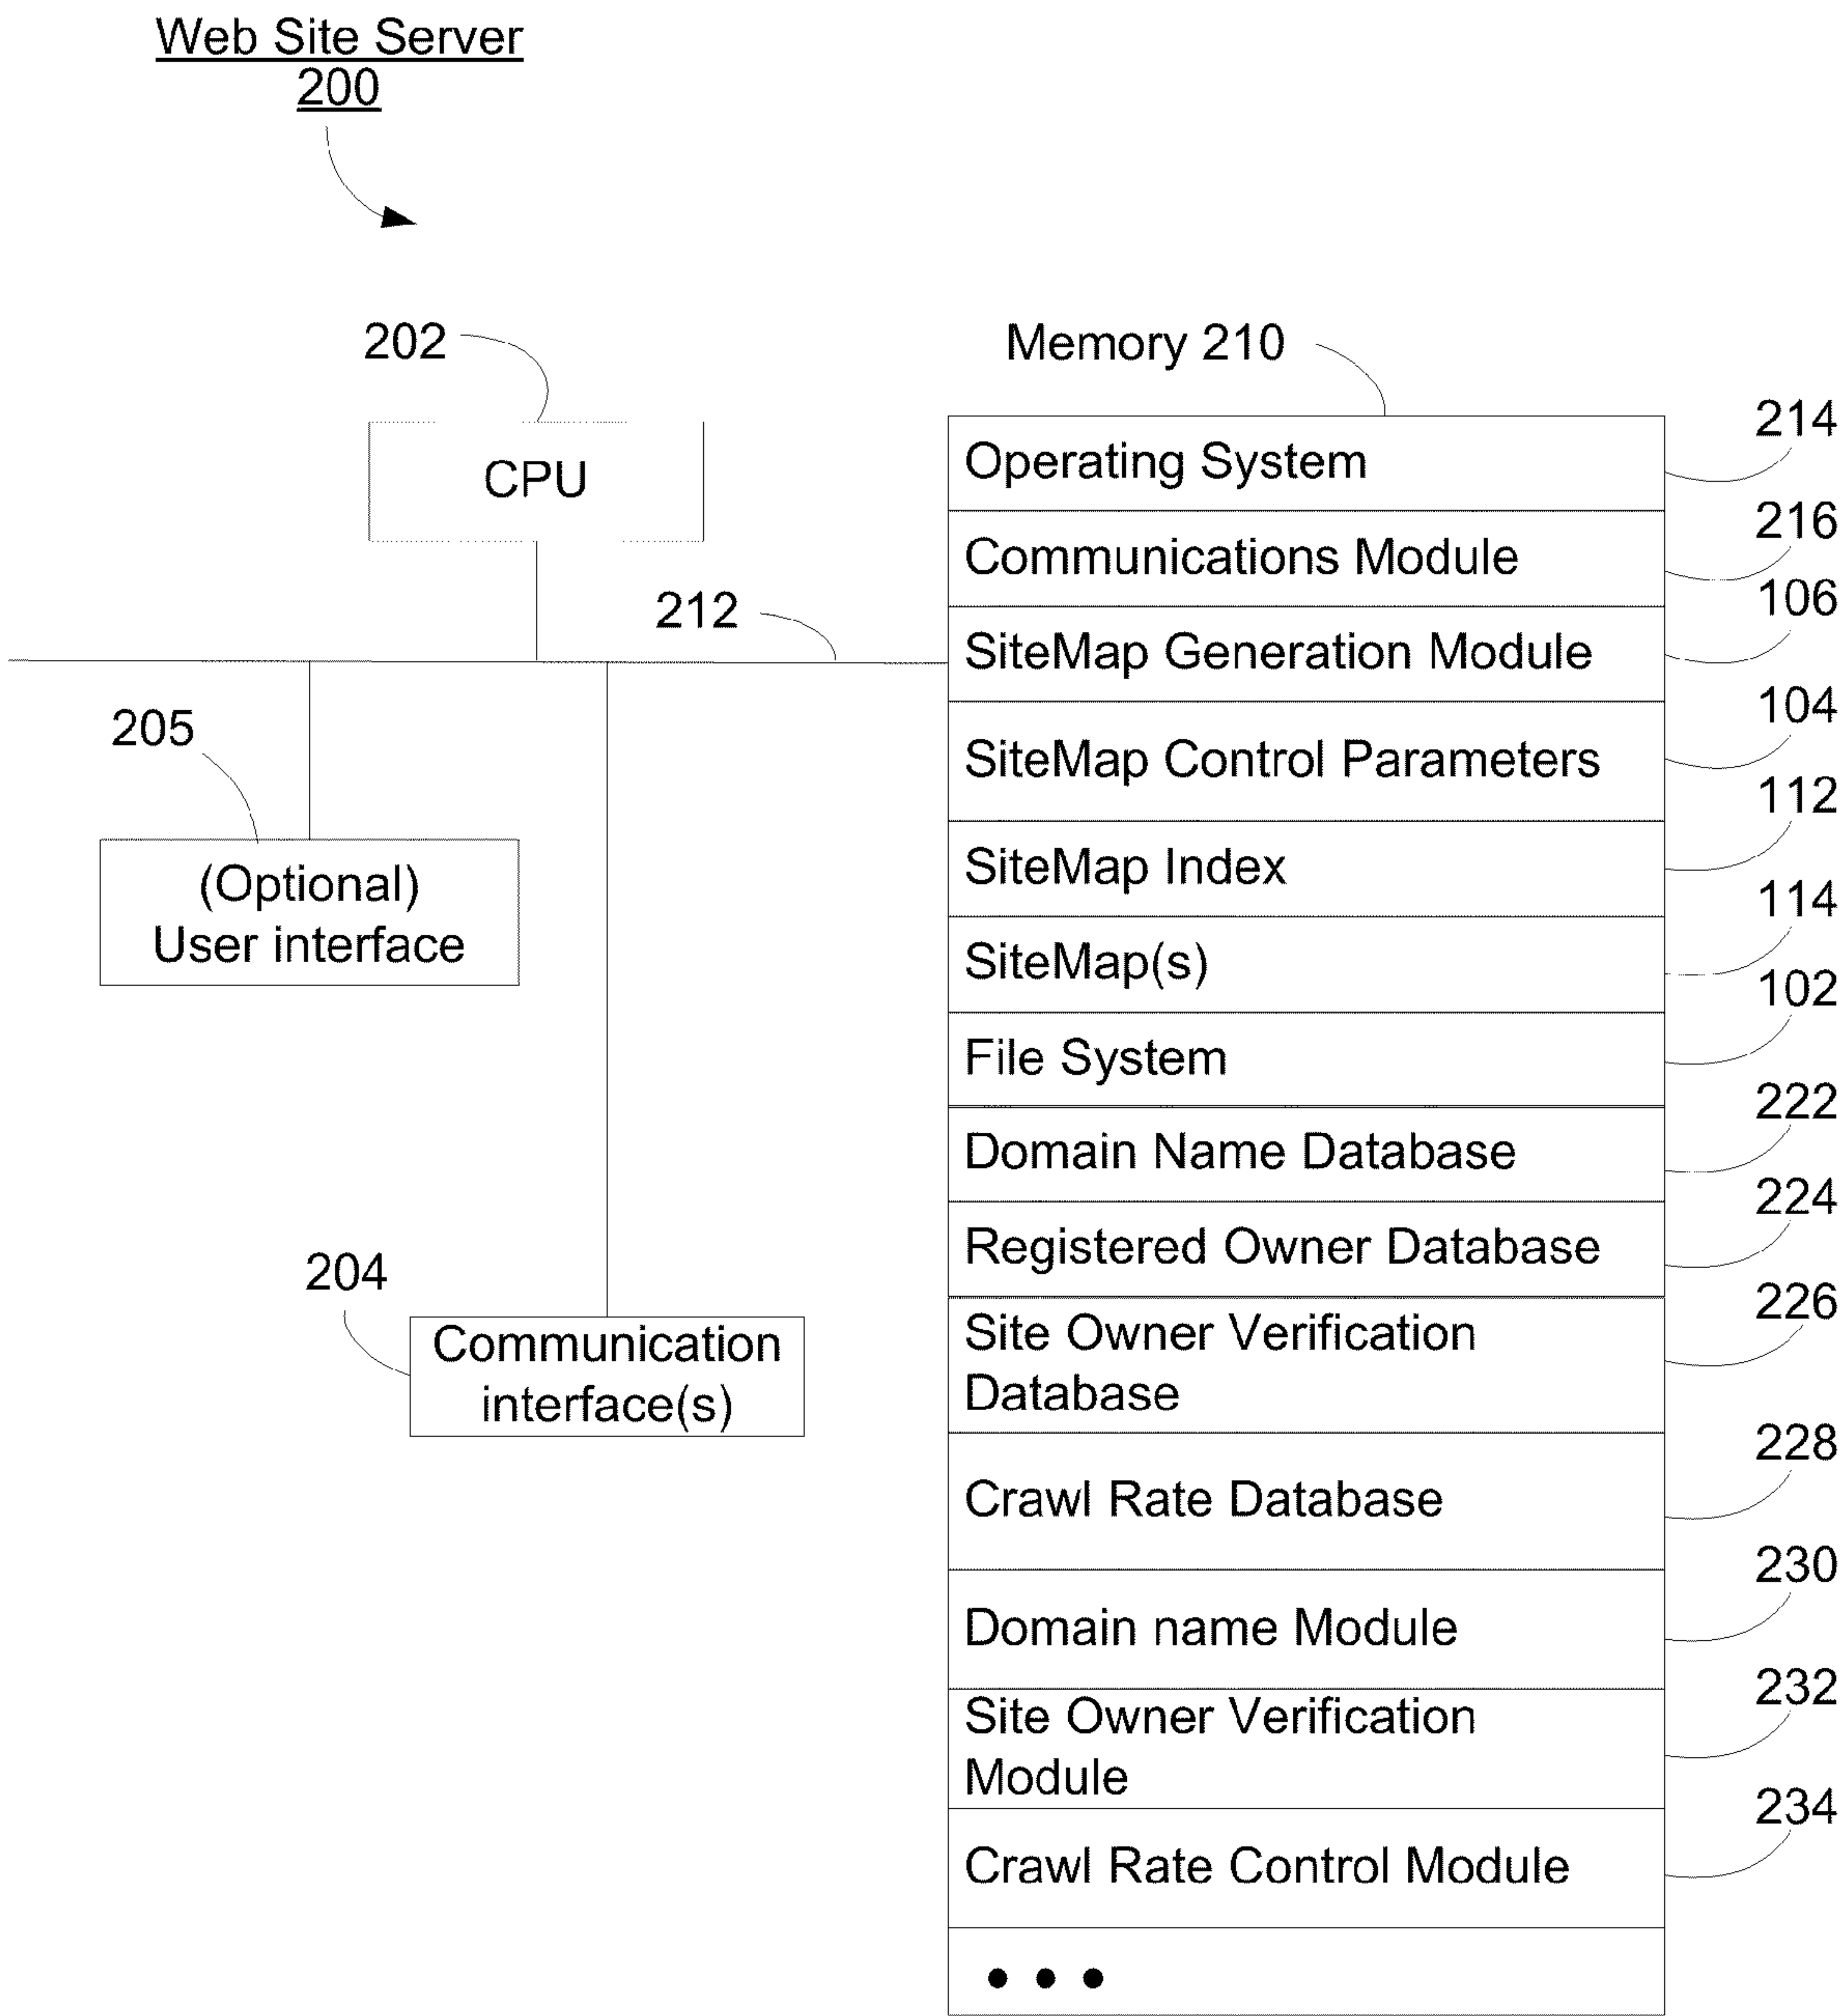 Web Site Server
200
202
Memory 210
214
Operating System
CPU
216
Communications Module
106
212
SiteMap Generation Module
104
205
SiteMap Control Parameters
112
(Optional)
User interface
SiteMap Index
114
SiteMap(s)
102
File System
222
Domain Name Database
224
Registered Owner Database
204
226
Communication
interface(s)
Site Owner Verification
Database
228
Crawl Rate Database
230
Domain name Module
232
Site Owner Verification
Module
234
Crawl Rate Control Module
• • •